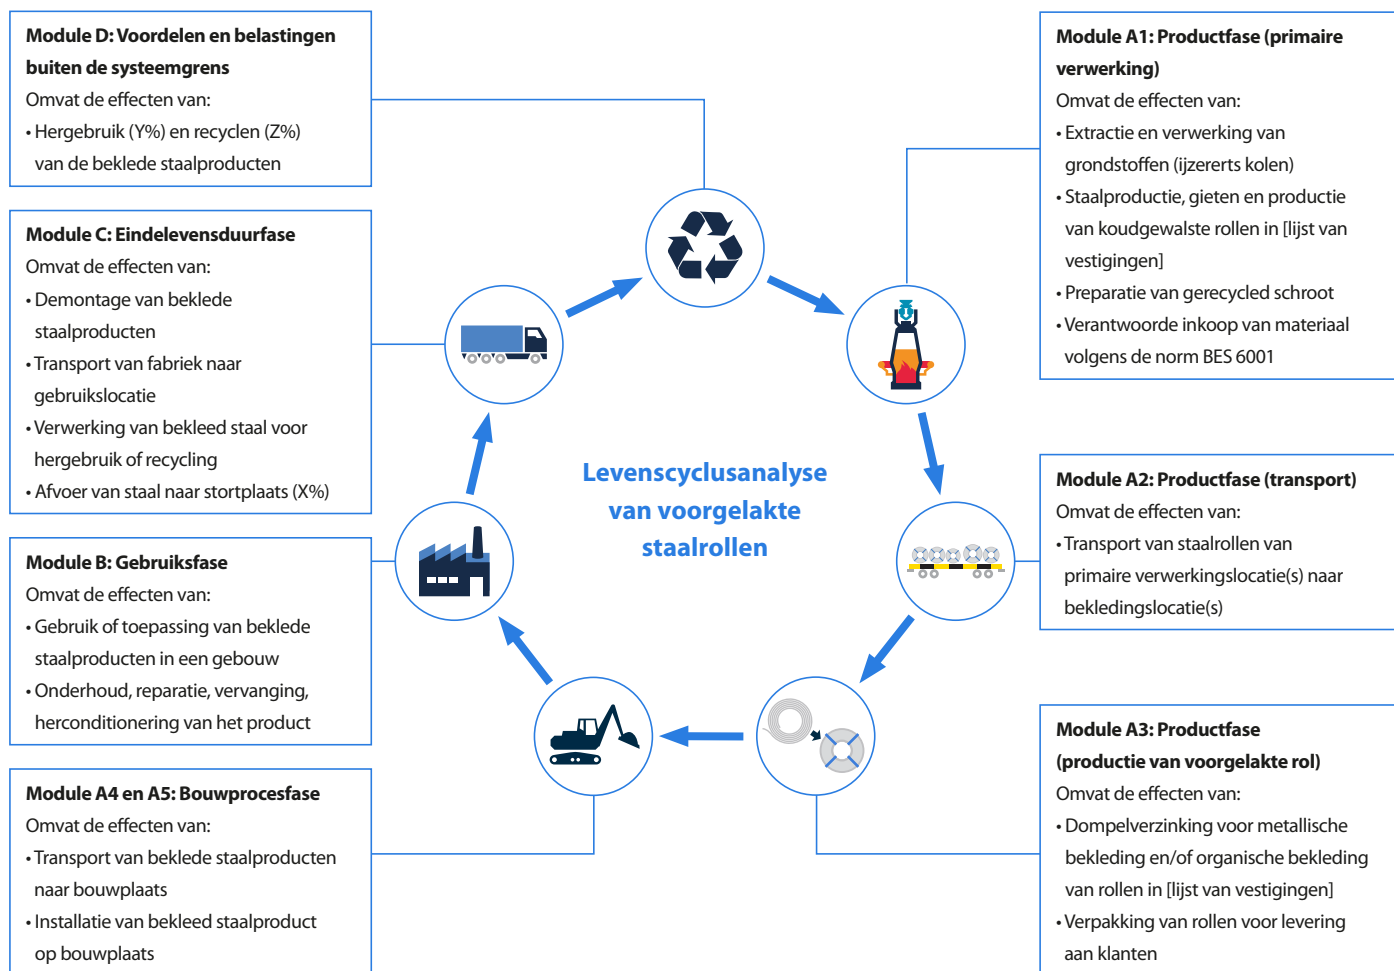 Module D: Voordelen en belastingen
buiten de systeemgrens
Omvat de effecten van:
• Hergebruik (Y%) en recyclen (Z%)
van de beklede staalproducten
Module C: Eindelevensduurfase
Omvat de effecten van:
• Demontage van beklede
staalproducten
• Transport van fabriek naar
gebruikslocatie
• Verwerking van bekleed staal voor
hergebruik of recycling
• Afvoer van staal naar stortplaats (X%)
Module B: Gebruiksfase
Omvat de effecten van:
• Gebruik of toepassing van beklede
staalproducten in een gebouw
• Onderhoud, reparatie, vervanging,
herconditionering van het product
Module A4 en A5: Bouwprocesfase
Omvat de effecten van:
• Transport van beklede staalproducten
naar bouwplaats
• Installatie van bekleed staalproduct
op bouwplaats
Levenscyclusanalyse
van voorgelakte
staalrollen
Module A1: Productfase (primaire
verwerking)
Omvat de effecten van:
• Extractie en verwerking van
grondstoffen (ijzererts kolen)
• Staalproductie, gieten en productie
van koudgewalste rollen in [lijst van
vestigingen]
• Preparatie van gerecycled schroot
• Verantwoorde inkoop van materiaal
volgens de norm BES 6001
Module A2: Productfase (transport)
Omvat de effecten van:
• Transport van staalrollen van
primaire verwerkingslocatie(s) naar
bekledingslocatie(s)
Module A3: Productfase
(productie van voorgelakte rol)
Omvat de effecten van:
• Dompelverzinking voor metallische
bekleding en/of organische bekleding
van rollen in [lijst van vestigingen]
• Verpakking van rollen voor levering
aan klanten